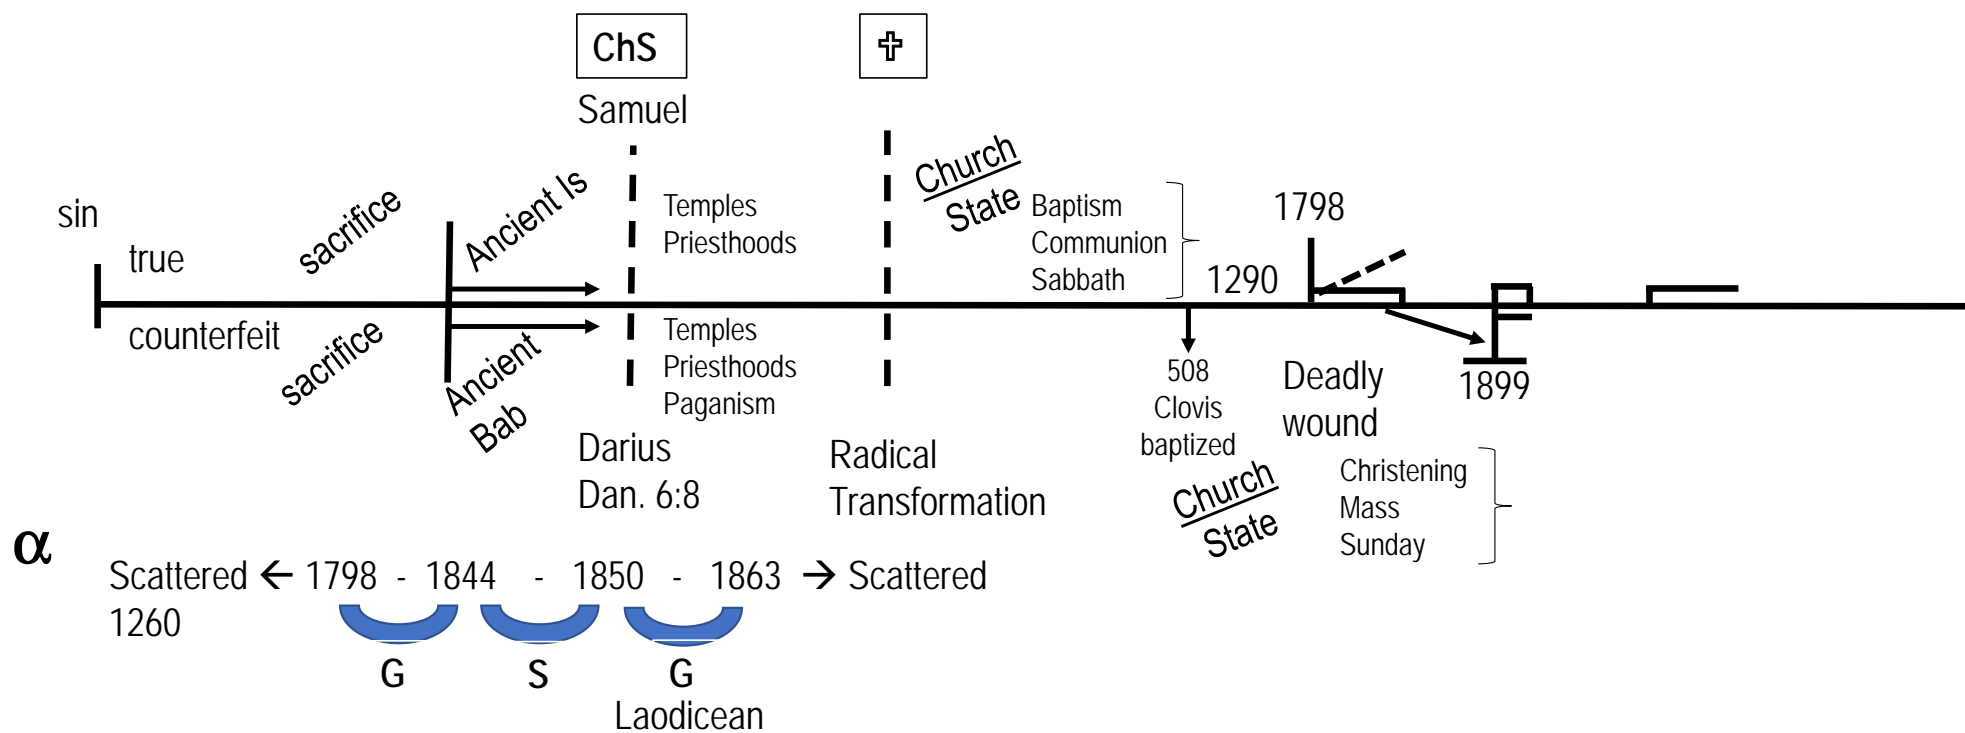 ChS
✞
Samuel
sin
true
sacrifice
Ancient Is
Temples
Priesthoods
Church
State
Baptism
Communion
Sabbath
1290
1798
counterfeit
sacrifice
Ancient
Bab
Temples
Priesthoods
Paganism
Darius
Dan. 6:8
Radical
Transformation
508
Clovis
baptized
Church
State
Deadly
wound
1899
Christening
Mass
Sunday
α
Scattered ← 1798 - 1844 - 1850 - 1863 → Scattered
1260
G S G
Laodicean